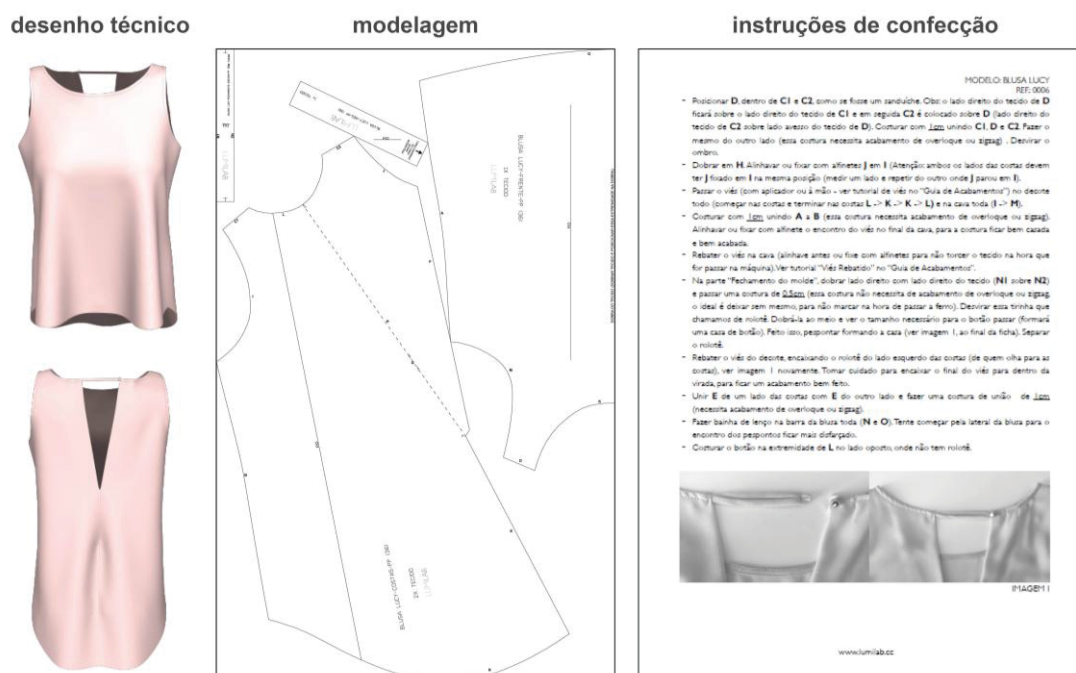 desenho técnico
modelagem
instruções de confecção
LUMILAB
BLUSA LUCY-FRENTE-PP
2X TECIDO
LUMILAB
BLUSA LUCY-COSTAS-PP
2X TECIDO
LUMILAB
MODELO: BLUSA LUCY
REF: 0006
- Posicionar D, dentro de C1 e C2, como se fosse um sanduíche. Obs: o lado direito do tecido de D
ficará sobre o lado direito do tecido de C1 e em seguida C2 é colocado sobre D (lado direito do
tecido de C2 sobre lado avesso do tecido de D). Costurar com 1cm unindo C1, D e C2. Fazer o
mesmo do outro lado (essa costura necessita acabamento de overloque ou zigzag) . Desvirar o
ombro.
- Dobrar em H. Alinhavar ou fixar com alfinetes J em I (Atenção: ambos os lados das costas devem
ter J fixado em I na mesma posição (medir um lado e repetir do outro onde J parou em I).
- Passar o viés (com aplicador ou à mão - ver tutorial de viés no "Guia de Acabamentos") no decote
todo (começar nas costas e terminar nas costas L -> K -> K -> L) e na cava toda (I -> M).
- Costurar com 1cm unindo A a B (essa costura necessita acabamento de overloque ou zigzag).
Alinhavar ou fixar com alfinete o encontro do viés no final da cava, para a costura ficar bem casada
e bem acabada.
- Rebater o viés na cava (alinhave antes ou fixe com alfinetes para não torcer o tecido na hora que
for passar na máquina). Ver tutorial "Viés Rebatido" no "Guia de Acabamentos".
- Na parte "Fechamento do molde", dobrar lado direito com lado direito do tecido (N1 sobre N2)
e passar uma costura de 0,5cm (essa costura não necessita de acabamento de overloque ou zigzag,
o ideal é deixar sem mesmo, para não marcar na hora de passar a ferro). Desvirar essa tirinha que
chamamos de rolotê. Dobrá-la ao meio e ver o tamanho necessário para o botão passar (formará
uma casa de botão). Feito isso, pespontar formando a casa (ver imagem 1, ao final da ficha). Separar
o rolotê.
- Rebater o viés do decote, encaixando o rolotê do lado esquerdo das costas (de quem olha para as
costas), ver imagem 1 novamente. Tomar cuidado para encaixar o final do viés para dentro da
virada, para ficar um acabamento bem feito.
- Unir E de um lado das costas com E do outro lado e fazer uma costura de união de 1cm
(necessita acabamento de overloque ou zigzag).
- Fazer bainha de lenço na barra da blusa toda (N e O). Tente começar pela lateral da blusa para o
encontro dos pespontos ficar mais disfarçado.
- Costurar o botão na extremidade de L no lado oposto, onde não tem rolotê.
IMAGEM 1
www.lumilab.cc